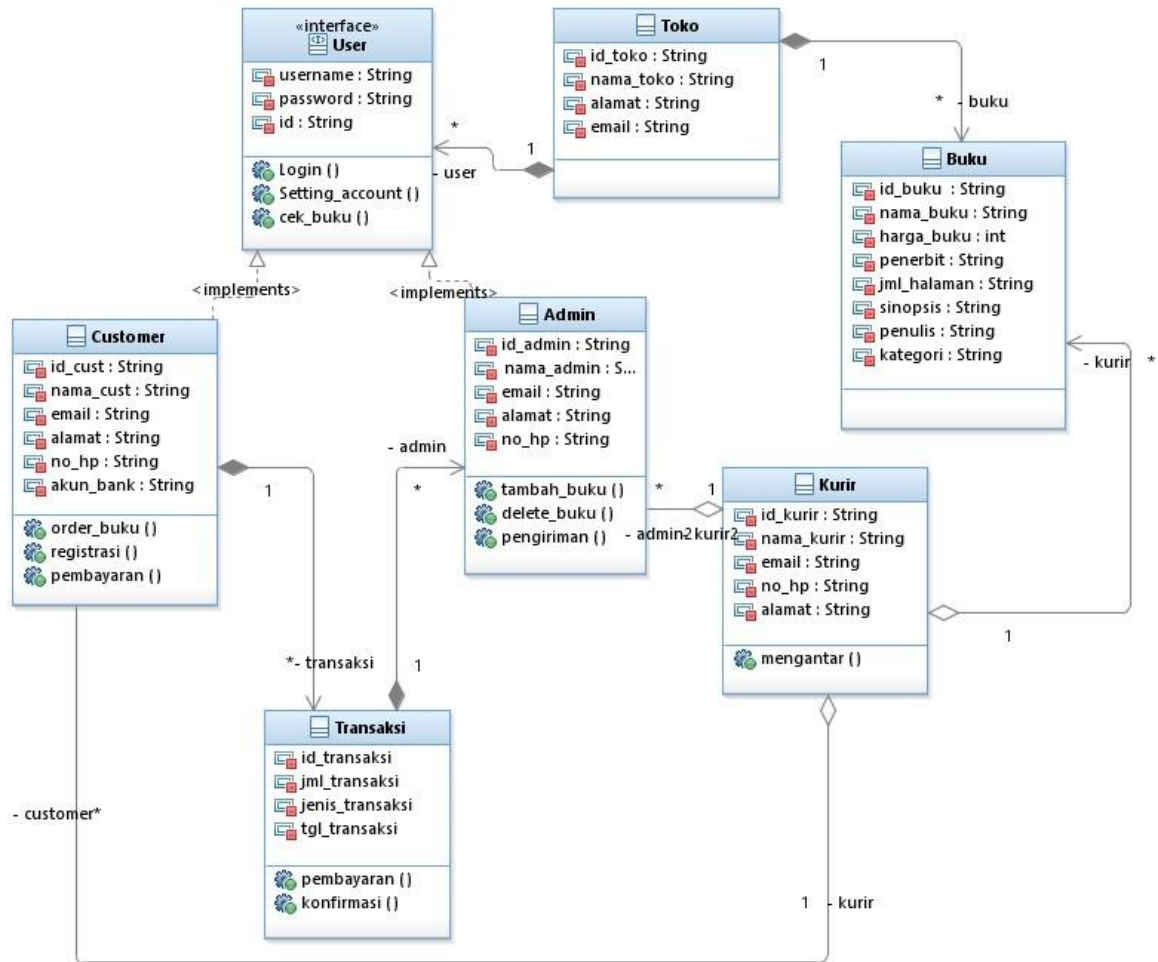 «interface»
User
username : String
password : String
id : String
Login ()
Setting_account ()
cek_buku ()
Toko
id_toko : String
nama_toko : String
alamat : String
email : String
1
* - buku
*
1
- user
Buku
id_buku : String
nama_buku : String
harga_buku : int
penerbit : String
jml_halaman : String
sinopsis : String
penulis : String
kategori : String
<implements>
<implements>
Customer
id_cust : String
nama_cust : String
email : String
alamat : String
no_hp : String
akun_bank : String
order_buku ()
registrasi ()
pembayaran ()
Admin
id_admin : String
nama_admin : S...
email : String
alamat : String
no_hp : String
tambah_buku ()
delete_buku ()
pengiriman ()
- kurir *
- admin
*
1
* 1
- admin2 kurir2
Kurir
id_kurir : String
nama_kurir : String
email : String
no_hp : String
alamat : String
mengantar ()
1
*- transaksi
1
Transaksi
id_transaksi
jml_transaksi
jenis_transaksi
tgl_transaksi
pembayaran ()
konfirmasi ()
- customer*
1 - kurir